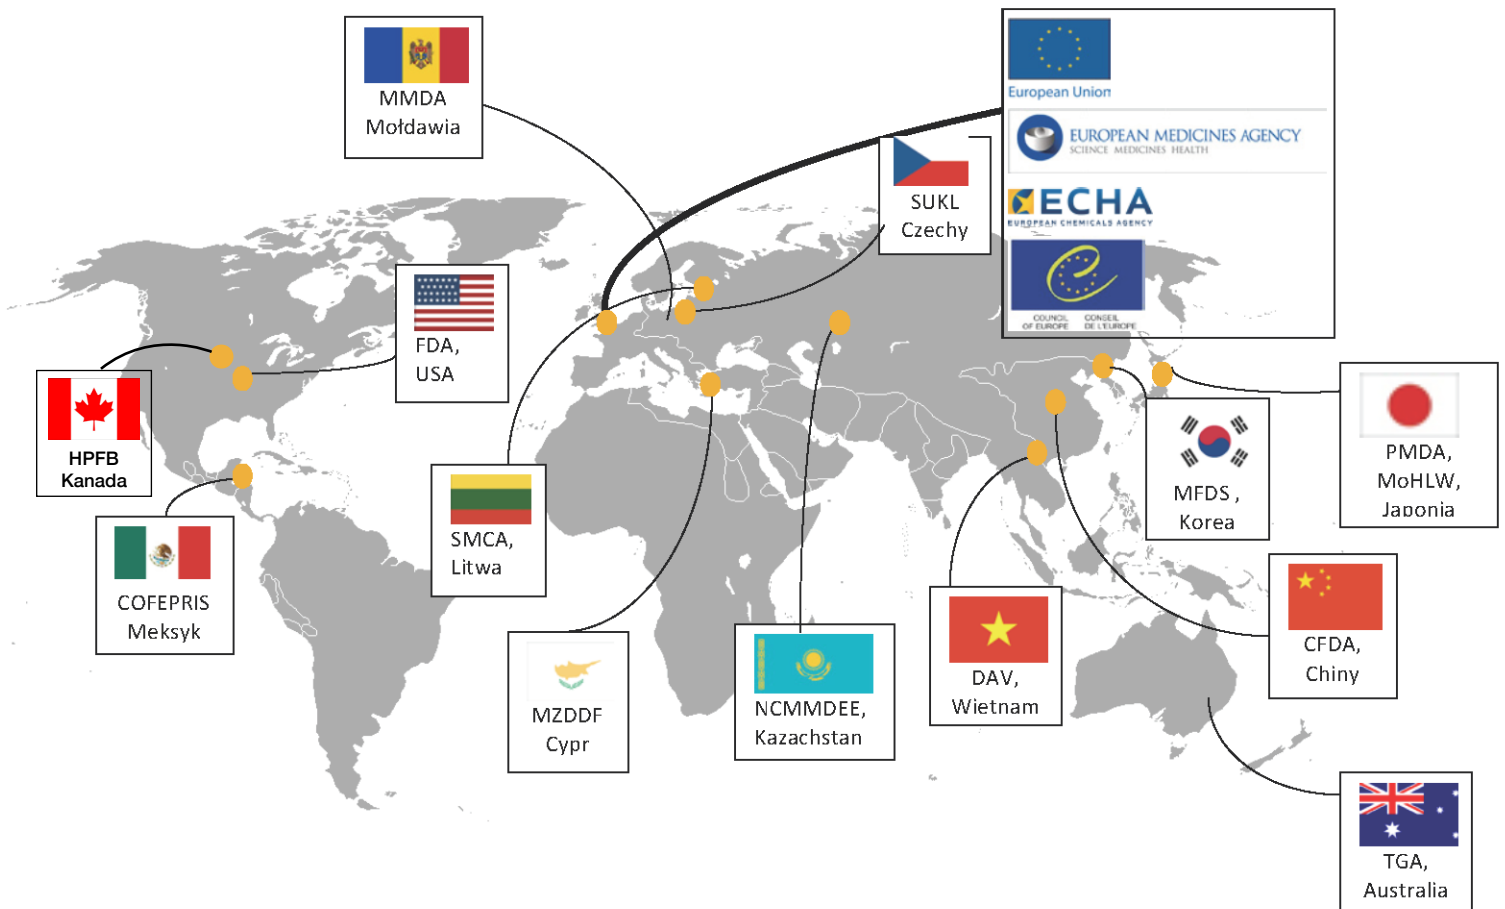 MMDA
Mołdawia
European Union
EUROPEAN MEDICINES AGENCY
SCIENCE MEDICINES HEALTH
ECHA
EUROPEAN CHEMICALS AGENCY
COUNCIL OF EUROPE
CONSEIL DE L'EUROPE
SUKL
Czechy
FDA,
USA
HPFB
Kanada
COFEPRIS
Meksyk
SMCA,
Litwa
MZDDF
Cypr
NCMMDEE,
Kazachstan
DAV,
Wietnam
MFDS ,
Korea
PMDA,
MoHLW,
Japonia
CFDA,
Chiny
TGA,
Australia